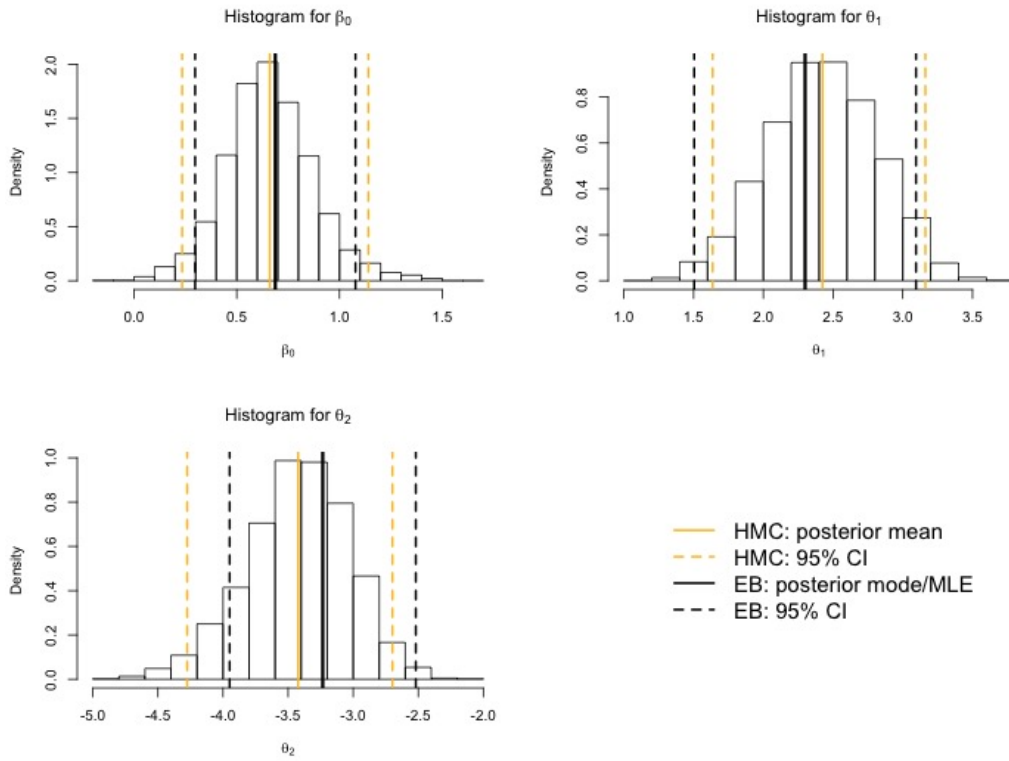 Histogram for β₀
Density
0.0 0.5 1.0 1.5 2.0
0.0 0.5 1.0 1.5
β₀
Histogram for θ₁
Density
0.0 0.2 0.4 0.6 0.8
1.0 1.5 2.0 2.5 3.0 3.5
θ₁
Histogram for θ₂
Density
0.0 0.2 0.4 0.6 0.8 1.0
-5.0 -4.5 -4.0 -3.5 -3.0 -2.5 -2.0
θ₂
HMC: posterior mean
HMC: 95% CI
EB: posterior mode/MLE
EB: 95% CI